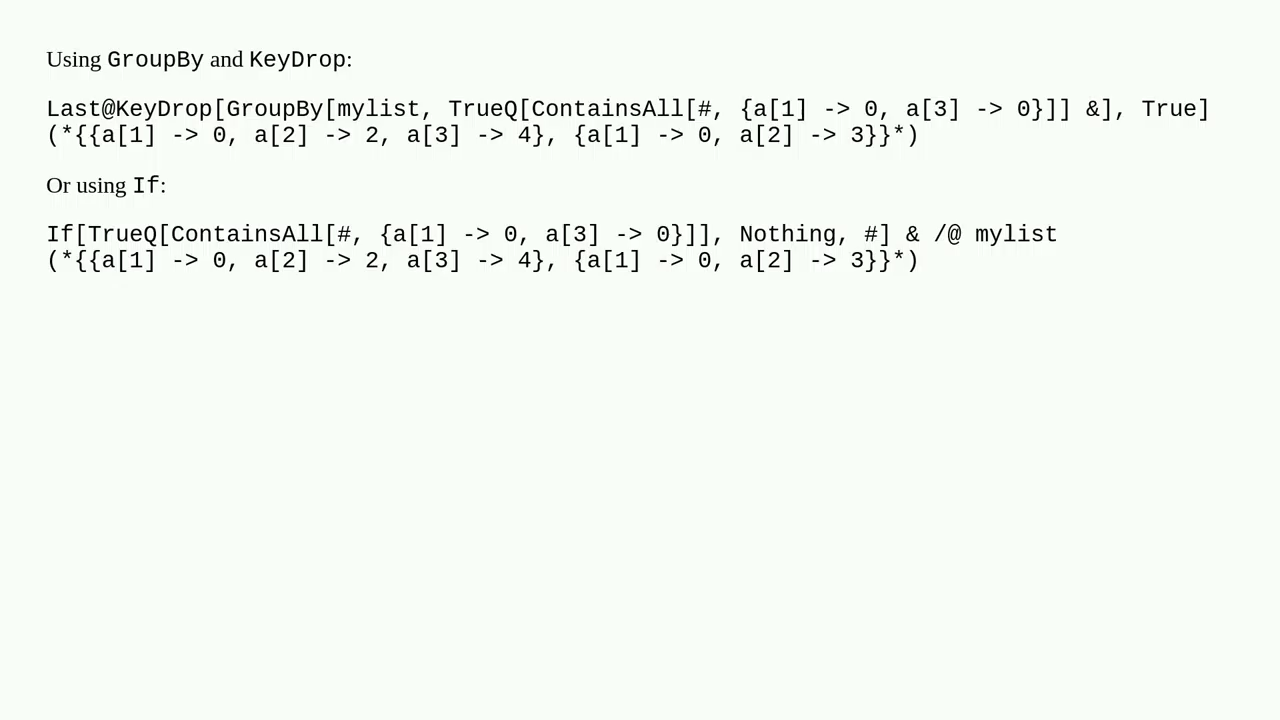 Using GroupBy and KeyDrop:
Last@KeyDrop[GroupBy[mylist, TrueQ[ContainsAll[#, {a[1] -> 0, a[3] -> 0}]] &], True]
(*{{a[1] -> 0, a[2] -> 2, a[3] -> 4}, {a[1] -> 0, a[2] -> 3}}*)
Or using If:
If[TrueQ[ContainsAll[#, {a[1] -> 0, a[3] -> 0}]], Nothing, #] & /@ mylist
(*{{a[1] -> 0, a[2] -> 2, a[3] -> 4}, {a[1] -> 0, a[2] -> 3}}*)